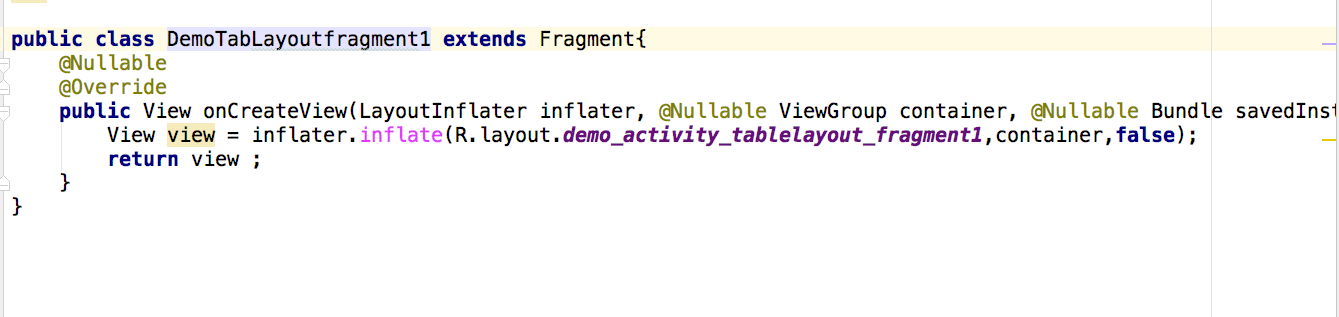 public class DemoTabLayoutfragment1 extends Fragment{
@Nullable
@Override
public View onCreateView(LayoutInflater inflater, @Nullable ViewGroup container, @Nullable Bundle savedInst
View view = inflater.inflate(R.layout.demo_activity_tablelayout_fragment1,container,false);
return view ;
}
}